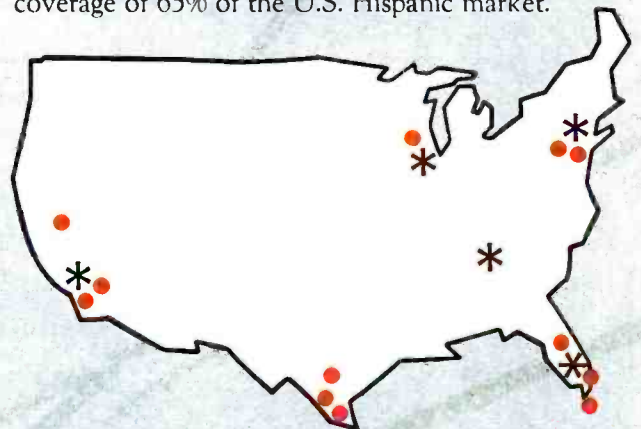 coverage of 65% of the U.S. Hispanic market.